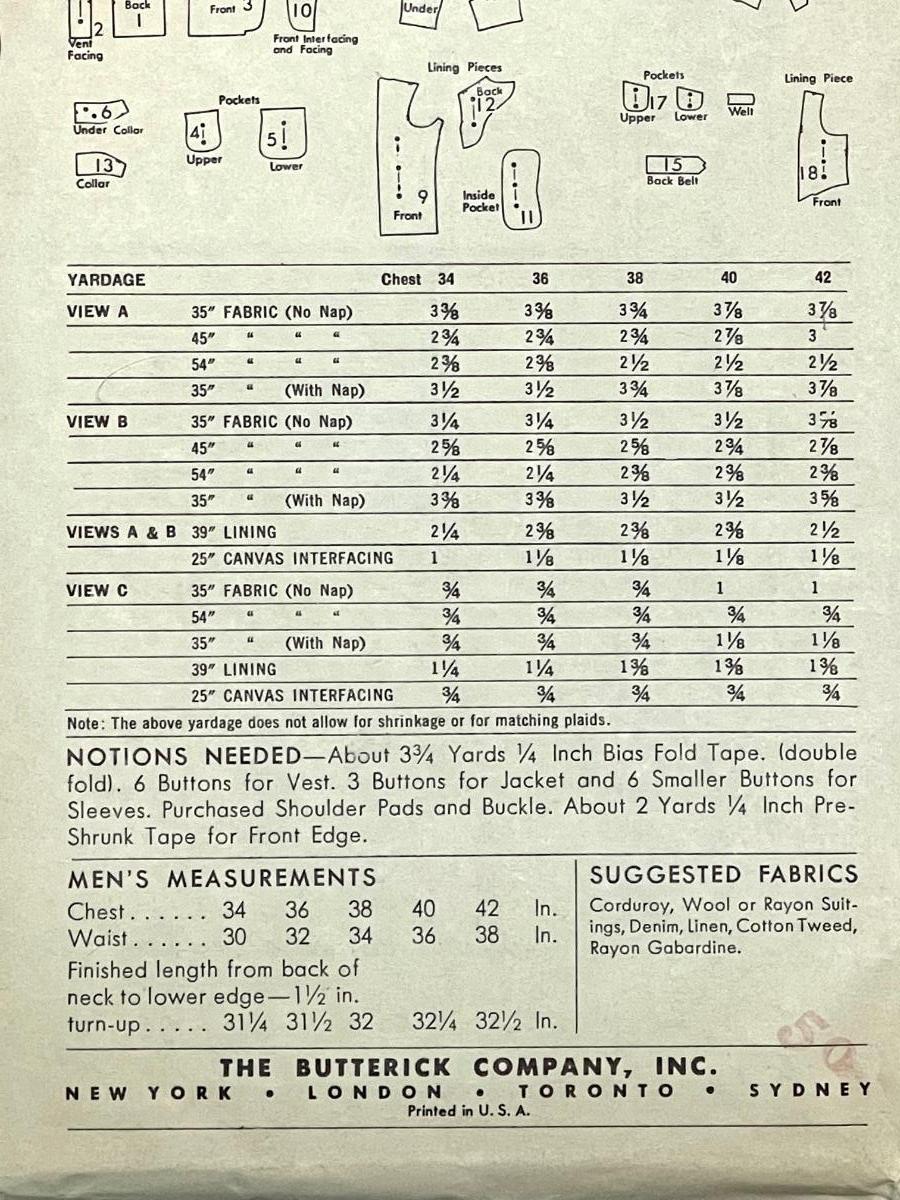 2
Vent
Facing
Back
1
Front 3
10
Front Interfacing
and Facing
Under
Lining Pieces
Pockets
Lining Piece
6
Under Collar
Pockets
4
Upper
5
Lower
Back
12
17
Upper
Lower
Welt
13
Collar
9
Front
Inside
Pocket
11
15
Back Belt
18
Front
YARDAGE Chest 34 36 38 40 42
VIEW A 35” FABRIC (No Nap) 3⅜ 3⅜ 3¾ 3⅞ 3⅞
45” “ “ “ 2¾ 2¾ 2¾ 2⅞ 3
54” “ “ “ 2⅜ 2⅜ 2½ 2½ 2½
35” “ (With Nap) 3½ 3½ 3¾ 3⅞ 3⅞
VIEW B 35” FABRIC (No Nap) 3¼ 3¼ 3½ 3½ 3⅝
45” “ “ “ 2⅝ 2⅝ 2⅝ 2¾ 2⅞
54” “ “ “ 2¼ 2¼ 2⅜ 2⅜ 2⅜
35” “ (With Nap) 3⅜ 3⅜ 3½ 3½ 3⅝
VIEWS A & B 39” LINING 2¼ 2⅜ 2⅜ 2⅜ 2½
25” CANVAS INTERFACING 1 1⅛ 1⅛ 1⅛ 1⅛
VIEW C 35” FABRIC (No Nap) ¾ ¾ ¾ 1 1
54” “ “ “ ¾ ¾ ¾ ¾ ¾
35” “ (With Nap) ¾ ¾ ¾ 1⅛ 1⅛
39” LINING 1¼ 1¼ 1⅜ 1⅜ 1⅜
25” CANVAS INTERFACING ¾ ¾ ¾ ¾ ¾
Note: The above yardage does not allow for shrinkage or for matching plaids.
NOTIONS NEEDED—About 3¾ Yards ¼ Inch Bias Fold Tape. (double
fold). 6 Buttons for Vest. 3 Buttons for Jacket and 6 Smaller Buttons for
Sleeves. Purchased Shoulder Pads and Buckle. About 2 Yards ¼ Inch Pre-
Shrunk Tape for Front Edge.
MEN'S MEASUREMENTS
Chest...... 34 36 38 40 42 In.
Waist...... 30 32 34 36 38 In.
Finished length from back of
neck to lower edge—1½ in.
turn-up..... 31¼ 31½ 32 32¼ 32½ In.
SUGGESTED FABRICS
Corduroy, Wool or Rayon Suit-
ings, Denim, Linen, Cotton Tweed,
Rayon Gabardine.
50
THE BUTTERICK COMPANY, INC.
NEW YORK • LONDON • TORONTO • SYDNEY
Printed in U. S. A.